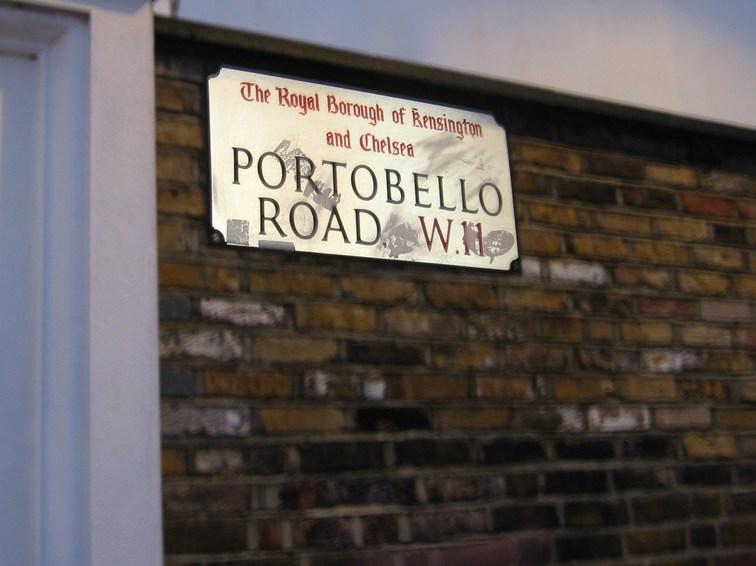 The Royal Borough of Kensington
and Chelsea
PORTOBELLO
ROAD, W.11